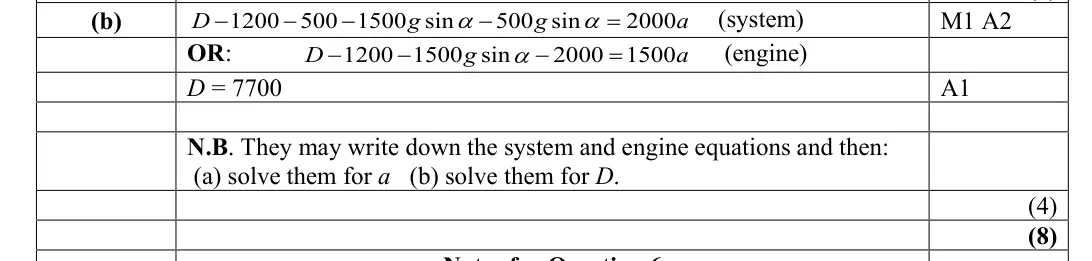 (b) D − 1200 − 500 − 1500g sin α − 500g sin α = 2000a (system) M1 A2
OR: D − 1200 − 1500g sin α − 2000 = 1500a (engine)
D = 7700 A1
N.B. They may write down the system and engine equations and then:
(a) solve them for a (b) solve them for D.
(4)
(8)